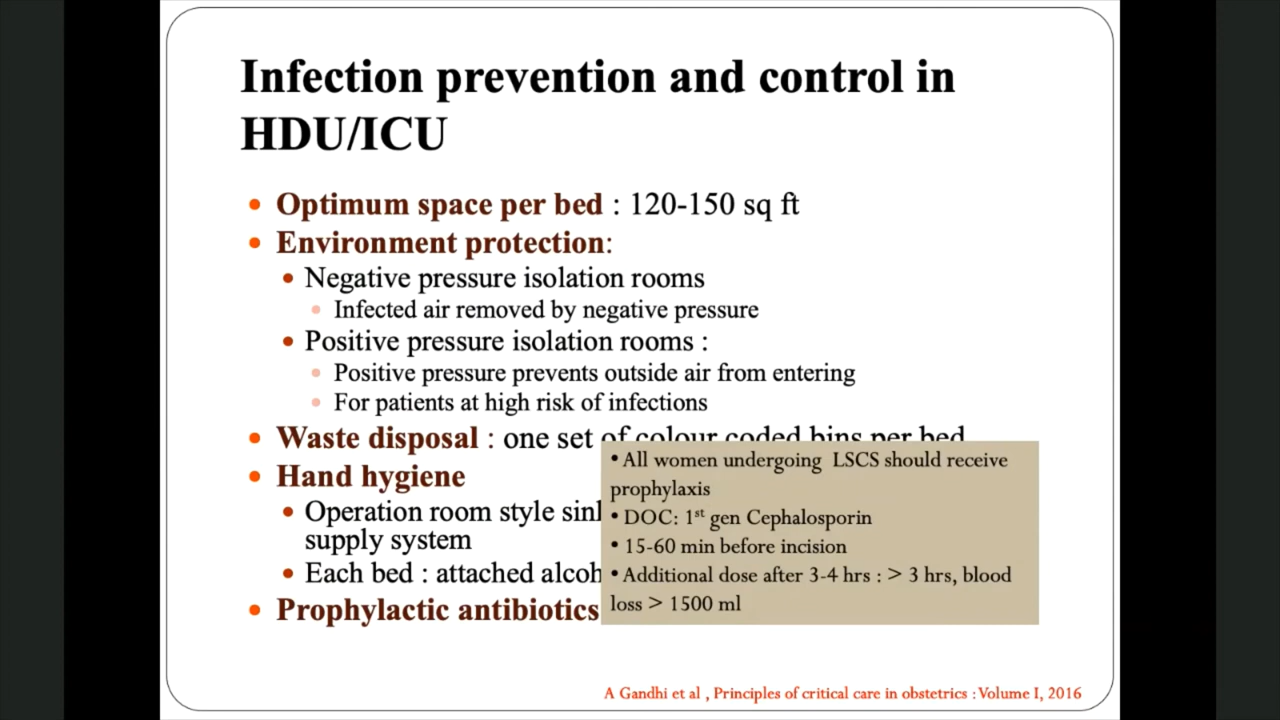 Infection prevention and control in
HDU/ICU
• Optimum space per bed : 120-150 sq ft
• Environment protection:
• Negative pressure isolation rooms
• Infected air removed by negative pressure
• Positive pressure isolation rooms :
• Positive pressure prevents outside air from entering
• For patients at high risk of infections
• Waste disposal : one set of colour coded bins per bed
• Hand hygiene
• Operation room style
supply system
• Each bed : attached
• Prophylactic antibiotics
• All women undergoing LSCS should receive
prophylaxis
• DOC: 1st gen Cephalosporin
• 15-60 min before incision
• Additional dose after 3-4 hrs : > 3 hrs, blood
loss > 1500 ml
A Gandhi et al , Principles of critical care in obstetrics : Volume I, 2016